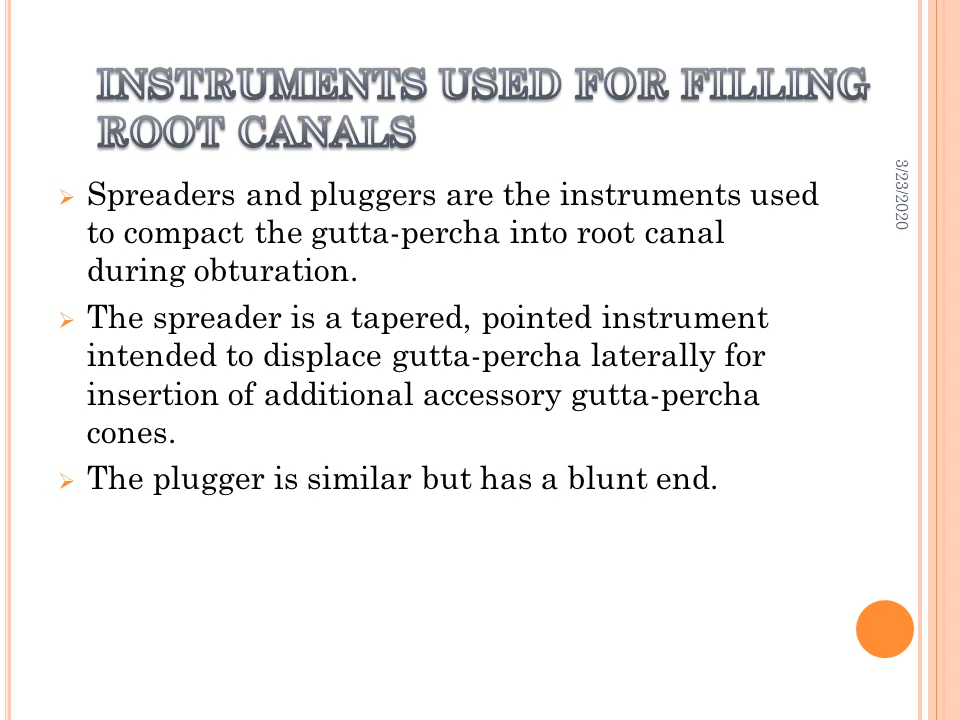 INSTRUMENTS USED FOR FILLING
ROOT CANALS
3/23/2020
➢ Spreaders and pluggers are the instruments used
to compact the gutta-percha into root canal
during obturation.
➢ The spreader is a tapered, pointed instrument
intended to displace gutta-percha laterally for
insertion of additional accessory gutta-percha
cones.
➢ The plugger is similar but has a blunt end.